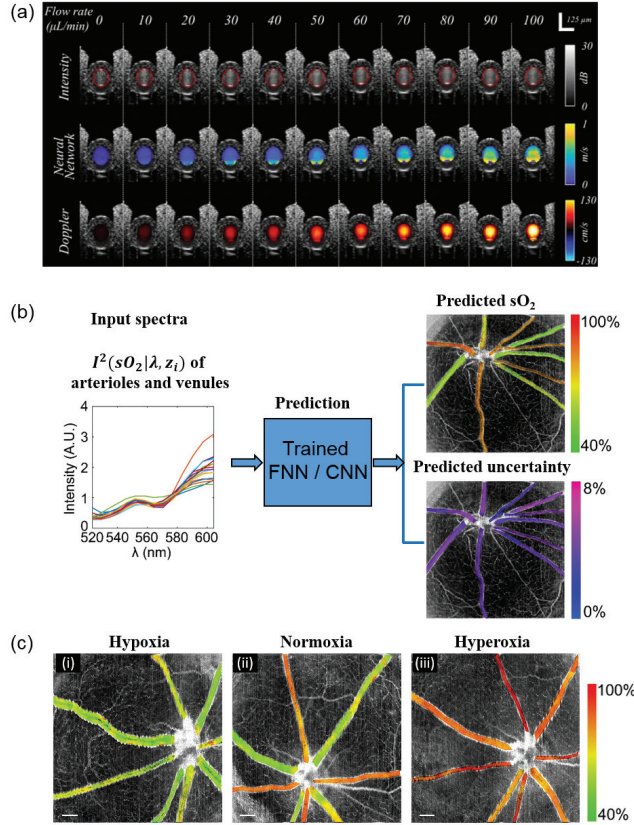 (a)
Flow rate
(μL/min)
0 10 20 30 40 50 60 70 80 90 100
125 μm
Intensity
30
dB
0
Neural
Network
1
m/s
0
Doppler
130
cm/s
-130
(b)
Input spectra
I²(sO₂|λ, zᵢ) of
arterioles and venules
4
3
2
1
0
Intensity (A.U.)
520 540 560 580 600
λ (nm)
Prediction
Trained
FNN / CNN
Predicted sO₂
100%
40%
Predicted uncertainty
8%
0%
(c)
Hypoxia Normoxia Hyperoxia
(i) (ii) (iii)
100%
40%